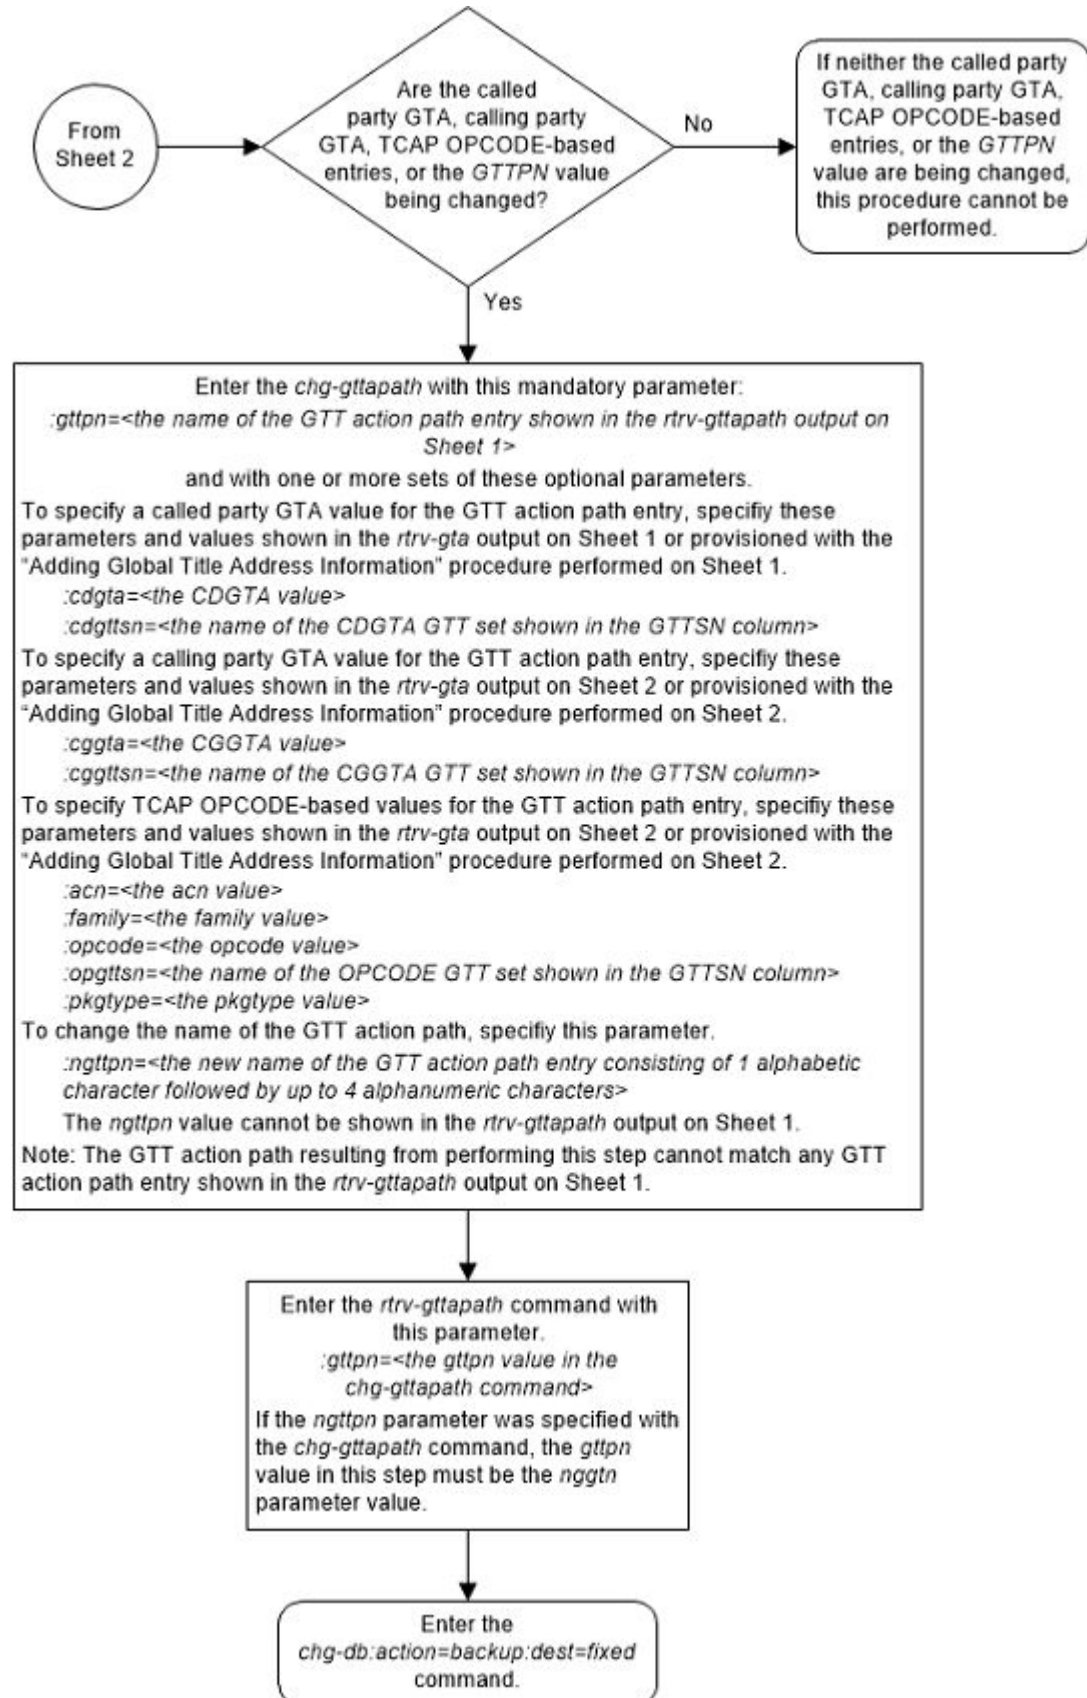 From
Sheet 2
Are the called
party GTA, calling party
GTA, TCAP OPCODE-based
entries, or the GTTPN value
being changed?
No
If neither the called party
GTA, calling party GTA,
TCAP OPCODE-based
entries, or the GTTPN
value are being changed,
this procedure cannot be
performed.
Yes
Enter the chg-gttapath with this mandatory parameter:
:gttpn=<the name of the GTT action path entry shown in the rtrv-gttapath output on
Sheet 1>
and with one or more sets of these optional parameters.
To specify a called party GTA value for the GTT action path entry, specifiy these
parameters and values shown in the rtrv-gta output on Sheet 1 or provisioned with the
“Adding Global Title Address Information” procedure performed on Sheet 1.
:cdgta=<the CDGTA value>
:cdgttsn=<the name of the CDGTA GTT set shown in the GTTSN column>
To specify a calling party GTA value for the GTT action path entry, specifiy these
parameters and values shown in the rtrv-gta output on Sheet 2 or provisioned with the
“Adding Global Title Address Information” procedure performed on Sheet 2.
:cggta=<the CGGTA value>
:cggttsn=<the name of the CGGTA GTT set shown in the GTTSN column>
To specify TCAP OPCODE-based values for the GTT action path entry, specifiy these
parameters and values shown in the rtrv-gta output on Sheet 2 or provisioned with the
“Adding Global Title Address Information” procedure performed on Sheet 2.
:acn=<the acn value>
:family=<the family value>
:opcode=<the opcode value>
:opgttsn=<the name of the OPCODE GTT set shown in the GTTSN column>
:pkgtype=<the pkgtype value>
To change the name of the GTT action path, specifiy this parameter.
:ngttpn=<the new name of the GTT action path entry consisting of 1 alphabetic
character followed by up to 4 alphanumeric characters>
The ngttpn value cannot be shown in the rtrv-gttapath output on Sheet 1.
Note: The GTT action path resulting from performing this step cannot match any GTT
action path entry shown in the rtrv-gttapath output on Sheet 1.
Enter the rtrv-gttapath command with
this parameter.
:gttpn=<the gttpn value in the
chg-gttapath command>
If the ngttpn parameter was specified with
the chg-gttapath command, the gttpn
value in this step must be the nggtn
parameter value.
Enter the
chg-db:action=backup:dest=fixed
command.